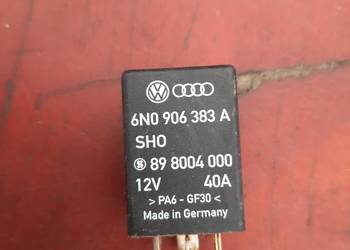 6N0 906 383 A
SHO
89 8004 000
12V 40A
> PA6 - GF30 <
Made in Germany